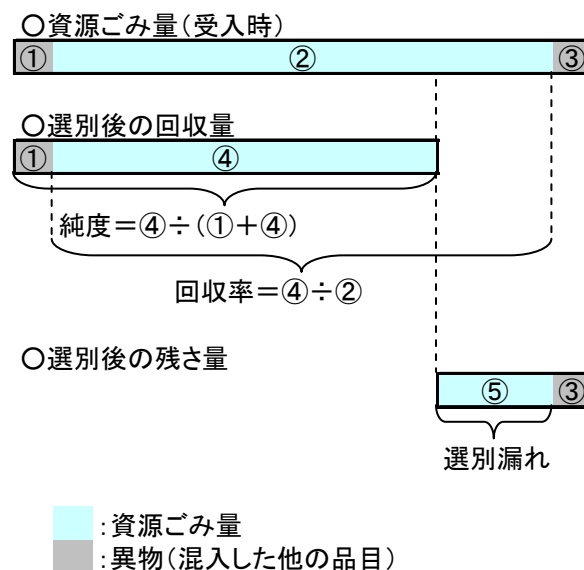 ○資源ごみ量(受入時)
① ② ③
○選別後の回収量
① ④
純度=④÷(①+④)
回収率=④÷②
○選別後の残さ量
⑤ ③
選別漏れ
:資源ごみ量
:異物(混入した他の品目)